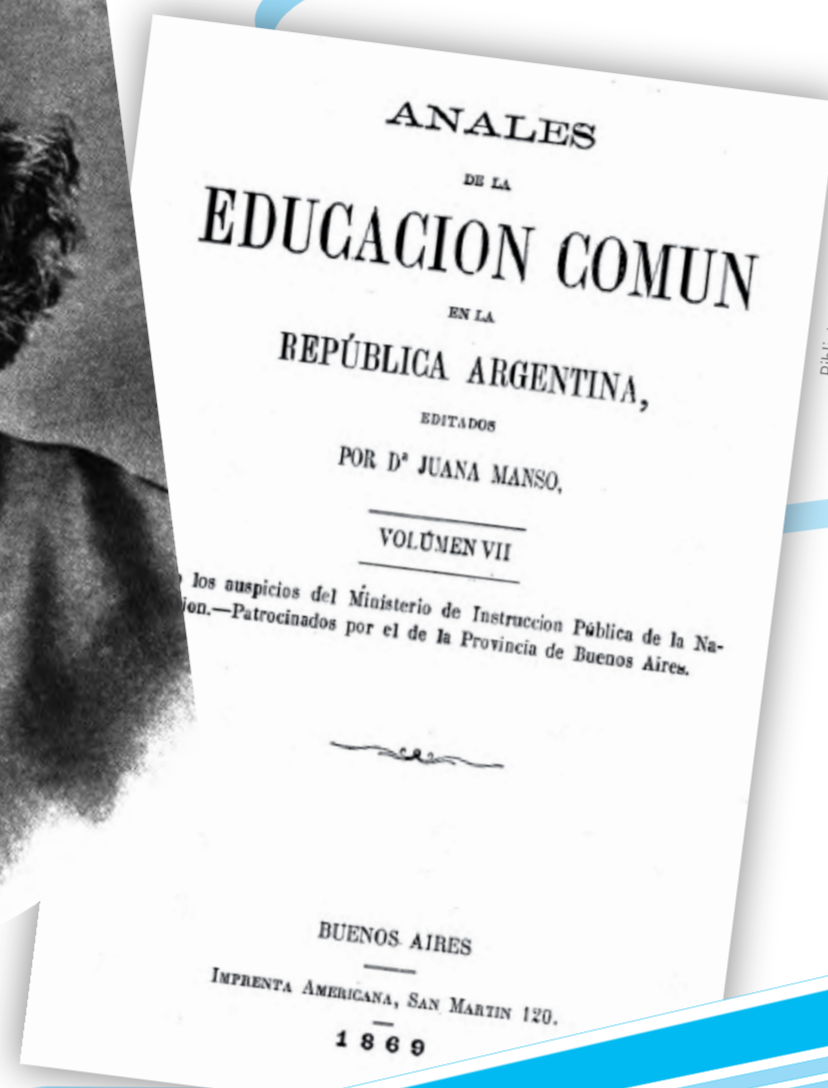 ANALES
DE LA
EDUCACION COMUN
EN LA
REPÚBLICA ARGENTINA,
EDITADOS
POR Dª JUANA MANSO,
VOLÚMEN VII
los auspicios del Ministerio de Instruccion Pública de la Na-
jon.—Patrocinados por el de la Provincia de Buenos Aires.
BUENOS AIRES
IMPRENTA AMERICANA, SAN MARTIN 120.
1869